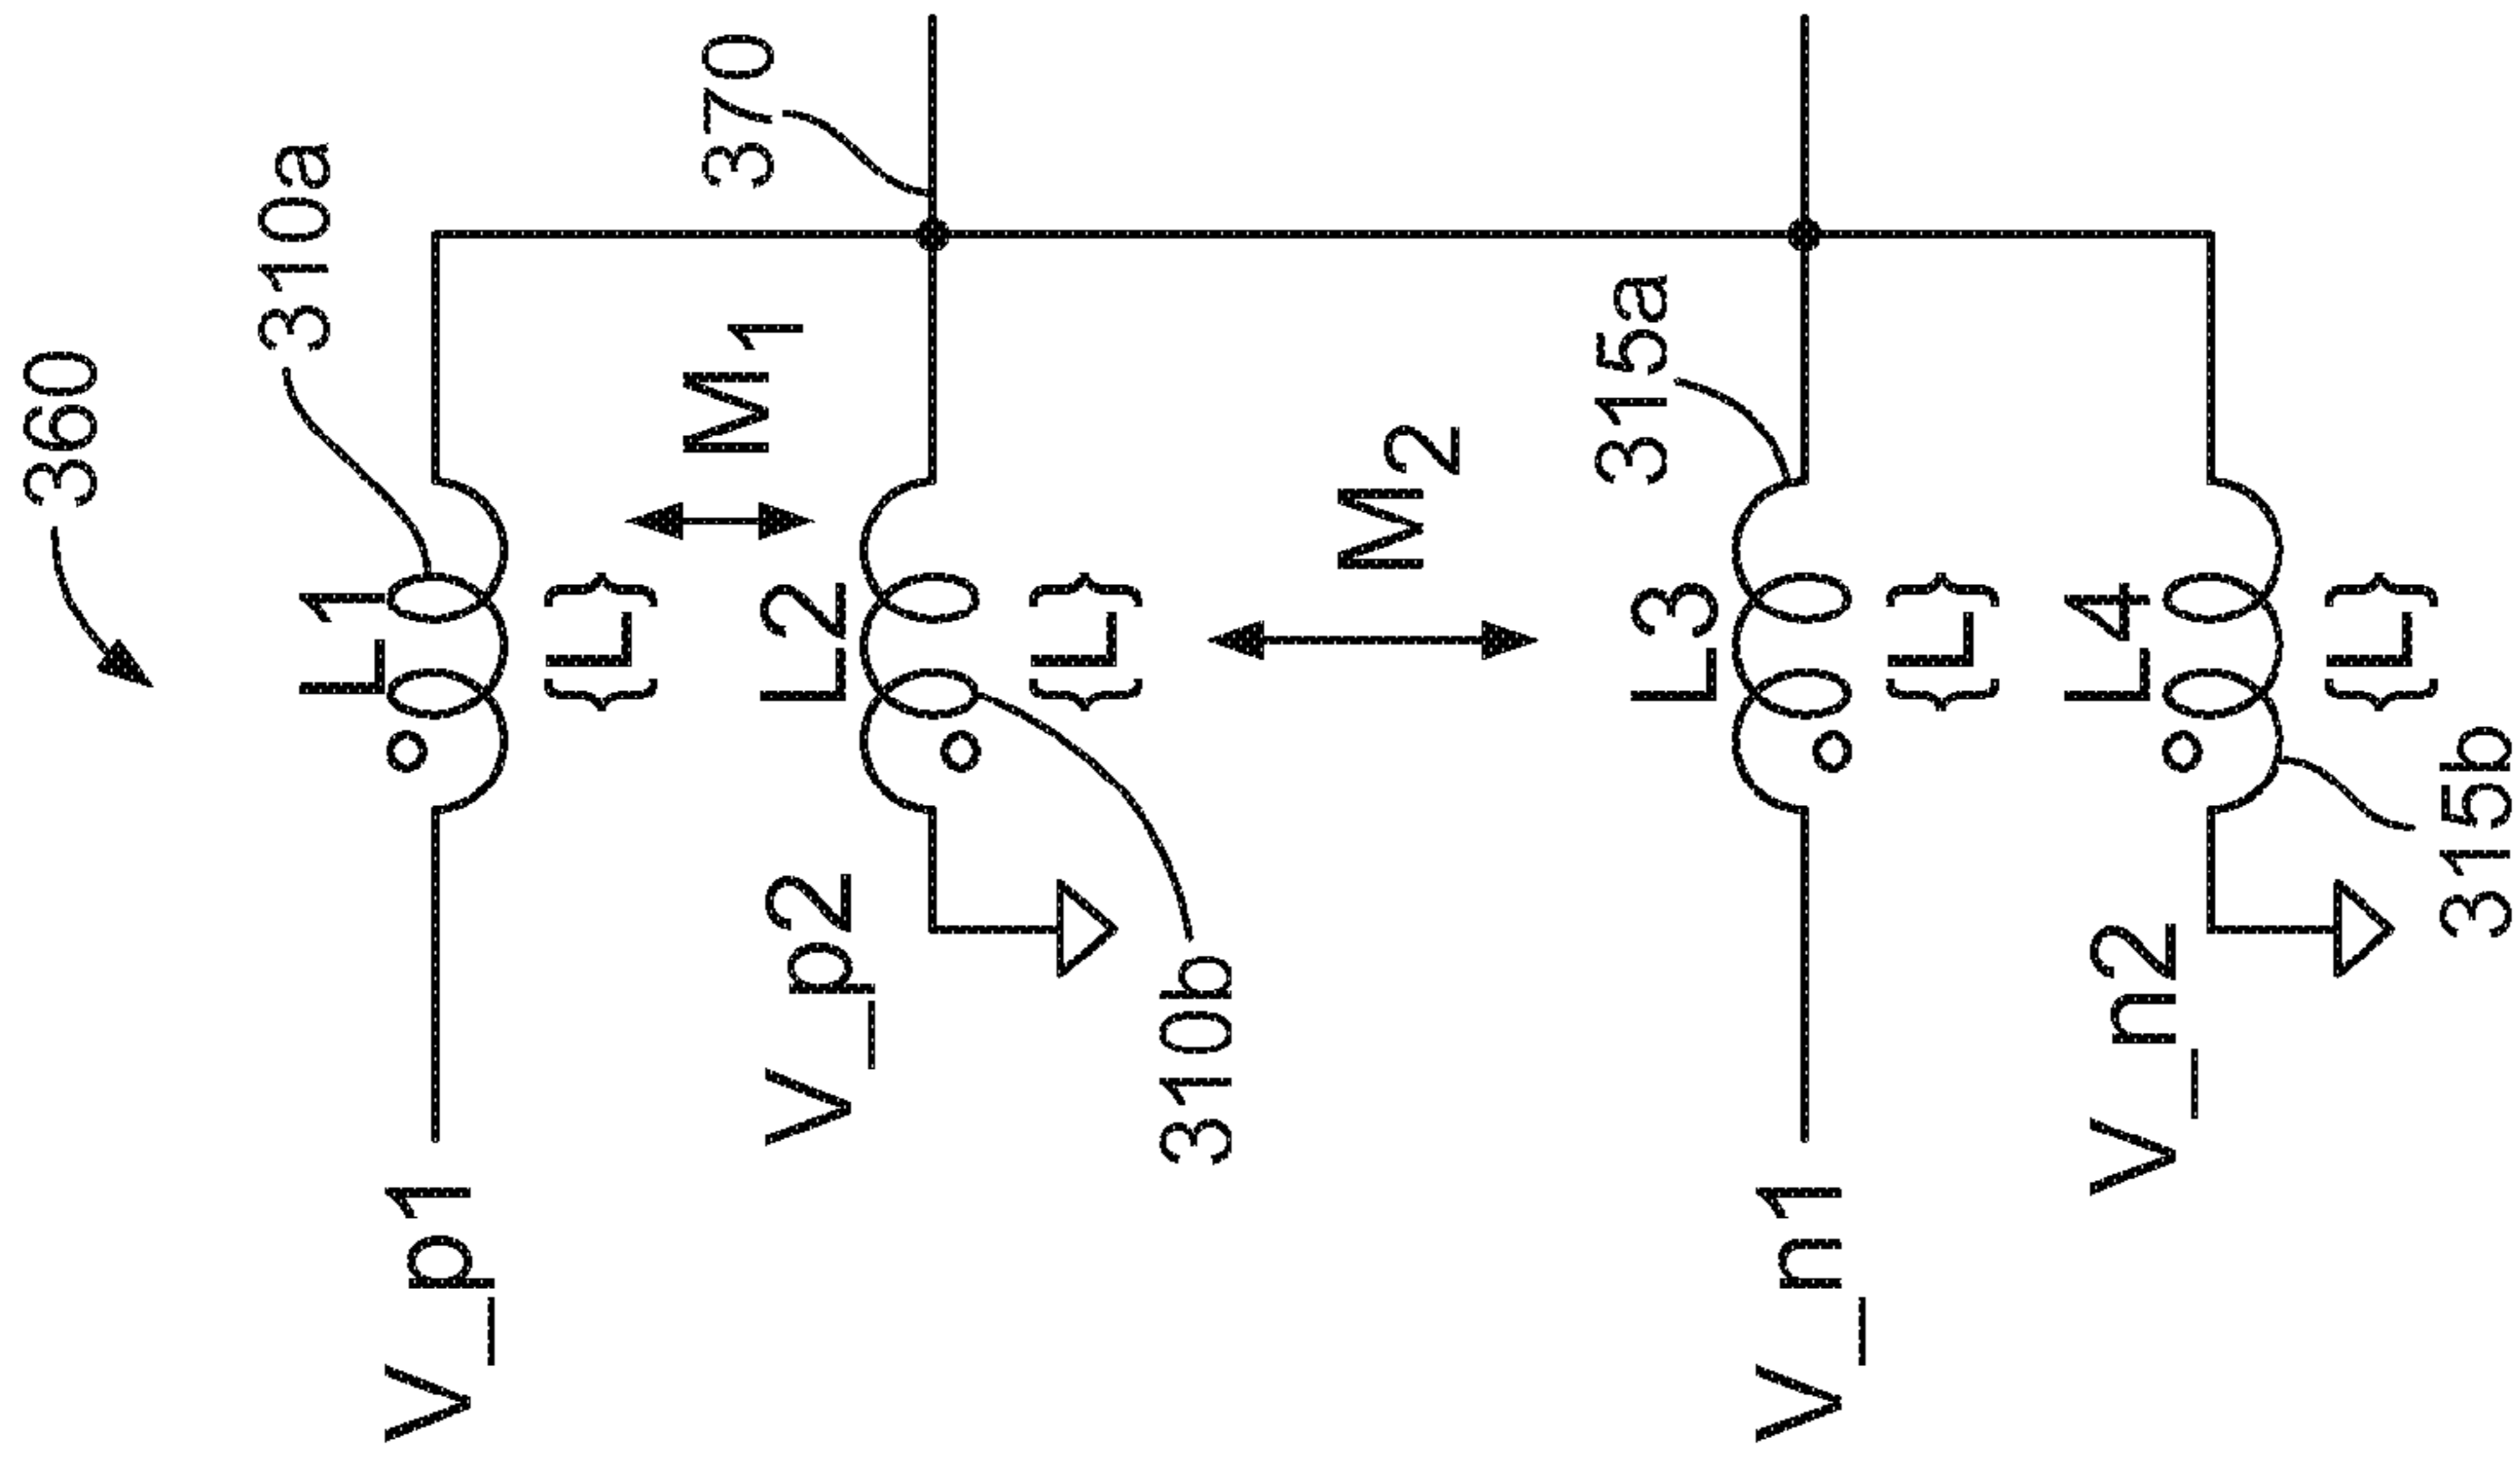 360
310a
L1
{L}
370
M1
L2
{L}
V_p1
V_p2
310b
M2
315a
L3
{L}
V_n1
L4
{L}
V_n2
315b